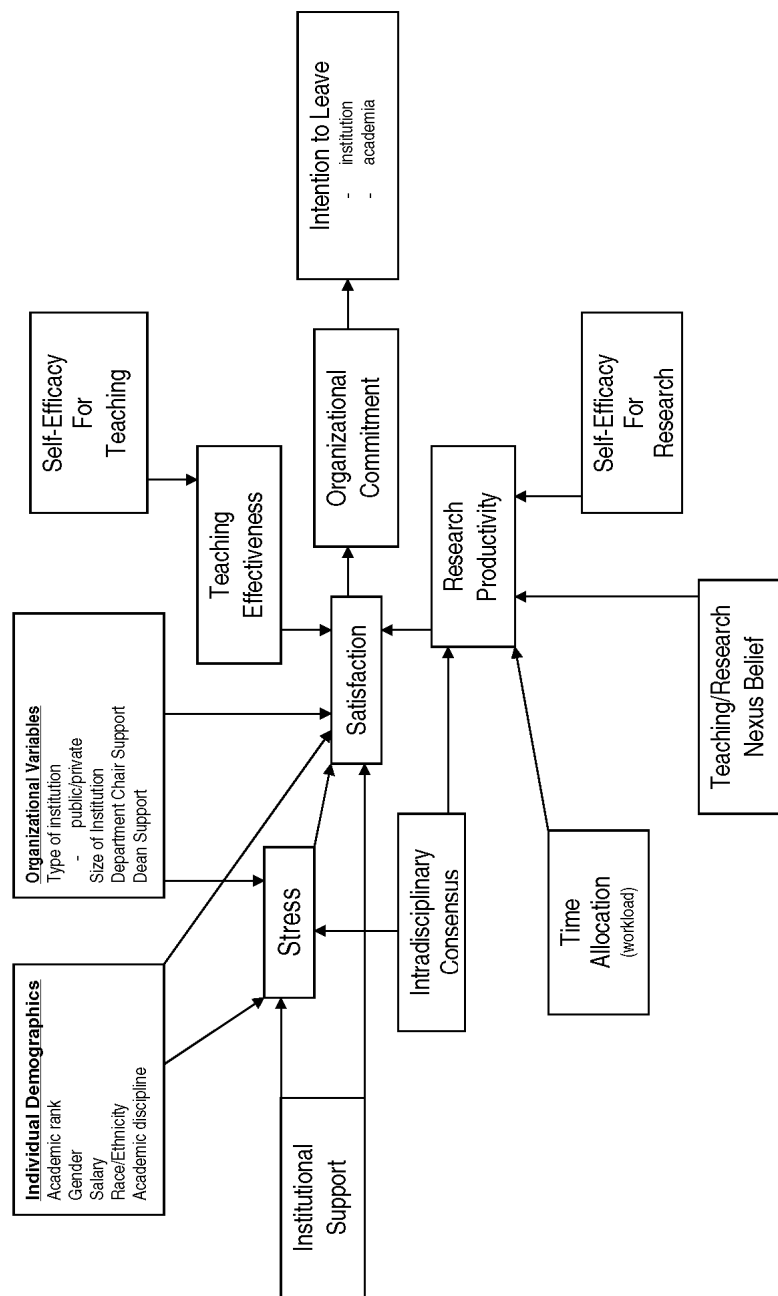 Individual Demographics
Academic rank
Gender
Salary
Race/Ethnicity
Academic discipline
Organizational Variables
Type of institution
- public/private
Size of Institution
Department Chair Support
Dean Support
Self-Efficacy
For
Teaching
Teaching
Effectiveness
Institutional
Support
Stress
Satisfaction
Organizational
Commitment
Intention to Leave
- institution
- academia
Intradisciplinary
Consensus
Research
Productivity
Time
Allocation
(workload)
Teaching/Research
Nexus Belief
Self-Efficacy
For
Research